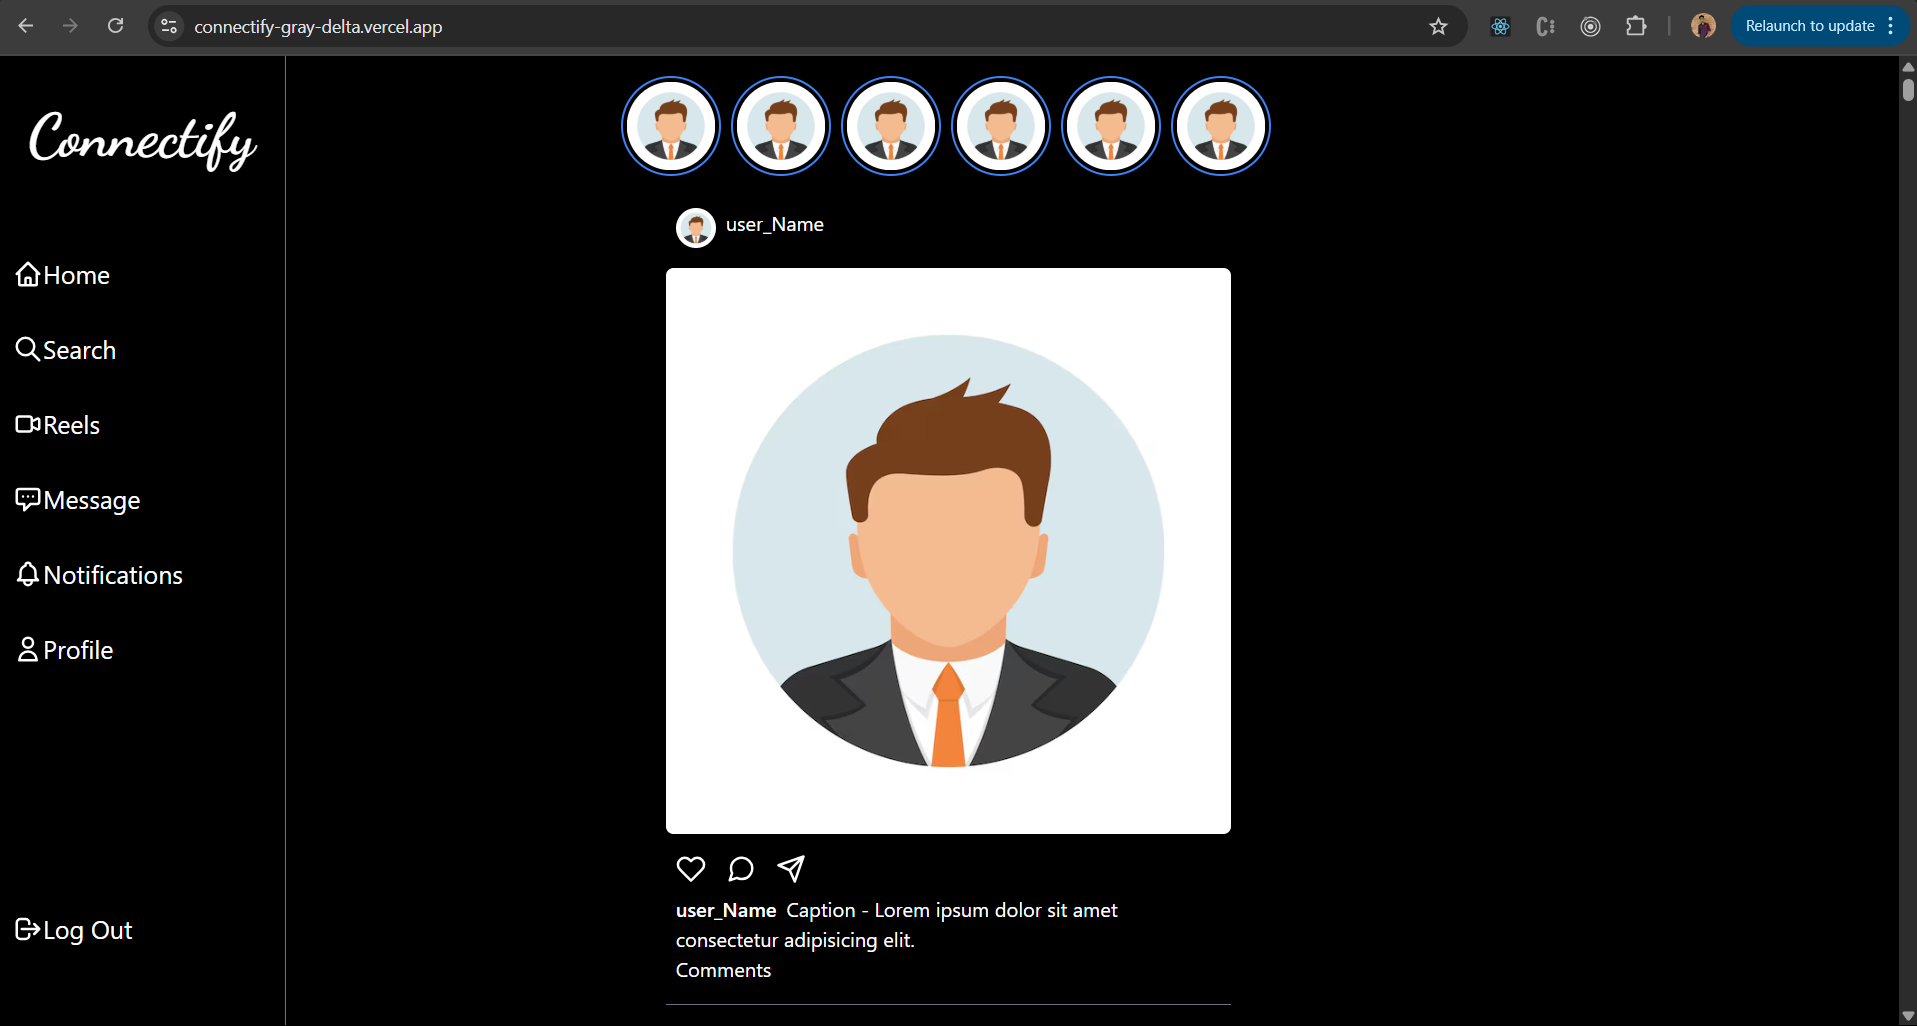 connectify-gray-delta.vercel.app
Relaunch to update
Connectify
Home
Search
Reels
Message
Notifications
Profile
Log Out
user_Name
user_Name Caption - Lorem ipsum dolor sit amet
consectetur adipisicing elit.
Comments